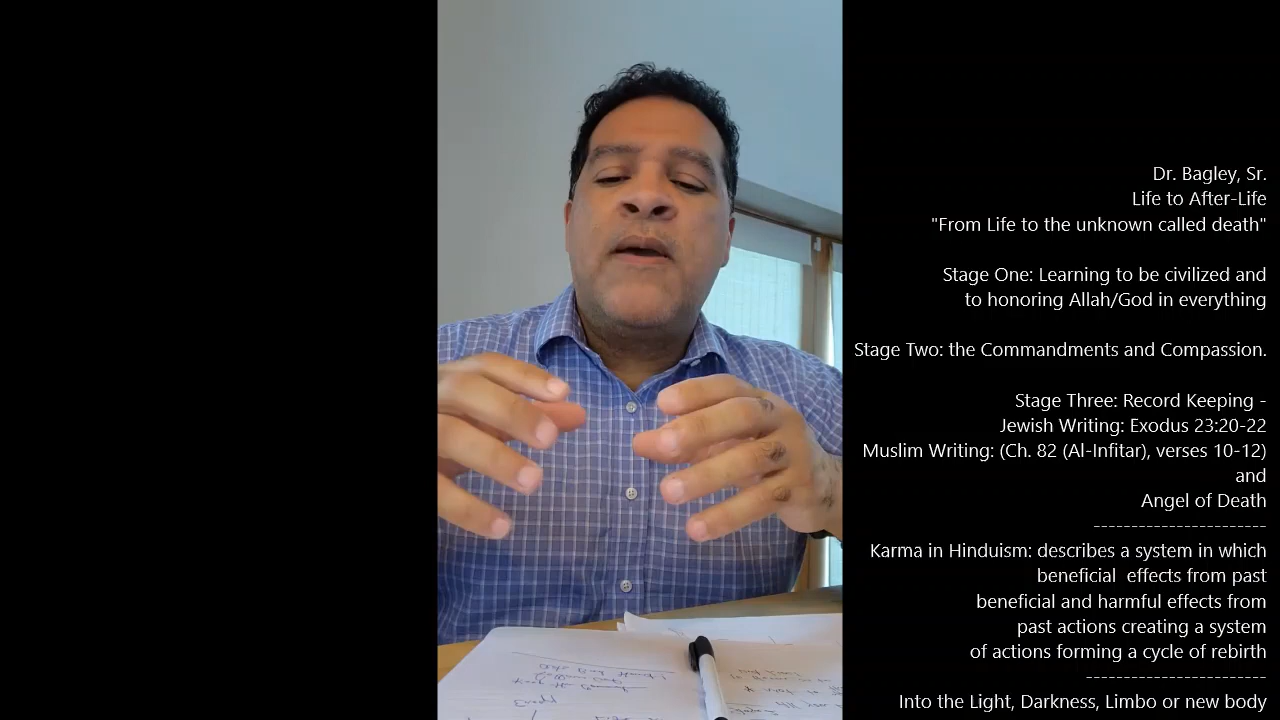 Dr. Bagley, Sr.
Life to After-Life
"From Life to the unknown called death"
Stage One: Learning to be civilized and
to honoring Allah/God in everything
Stage Two: the Commandments and Compassion.
Stage Three: Record Keeping -
Jewish Writing: Exodus 23:20-22
Muslim Writing: (Ch. 82 (Al-Infitar), verses 10-12)
and
Angel of Death
-----------------------
Karma in Hinduism: describes a system in which
beneficial  effects from past
beneficial and harmful effects from
past actions creating a system
of actions forming a cycle of rebirth
------------------------
Into the Light, Darkness, Limbo or new body